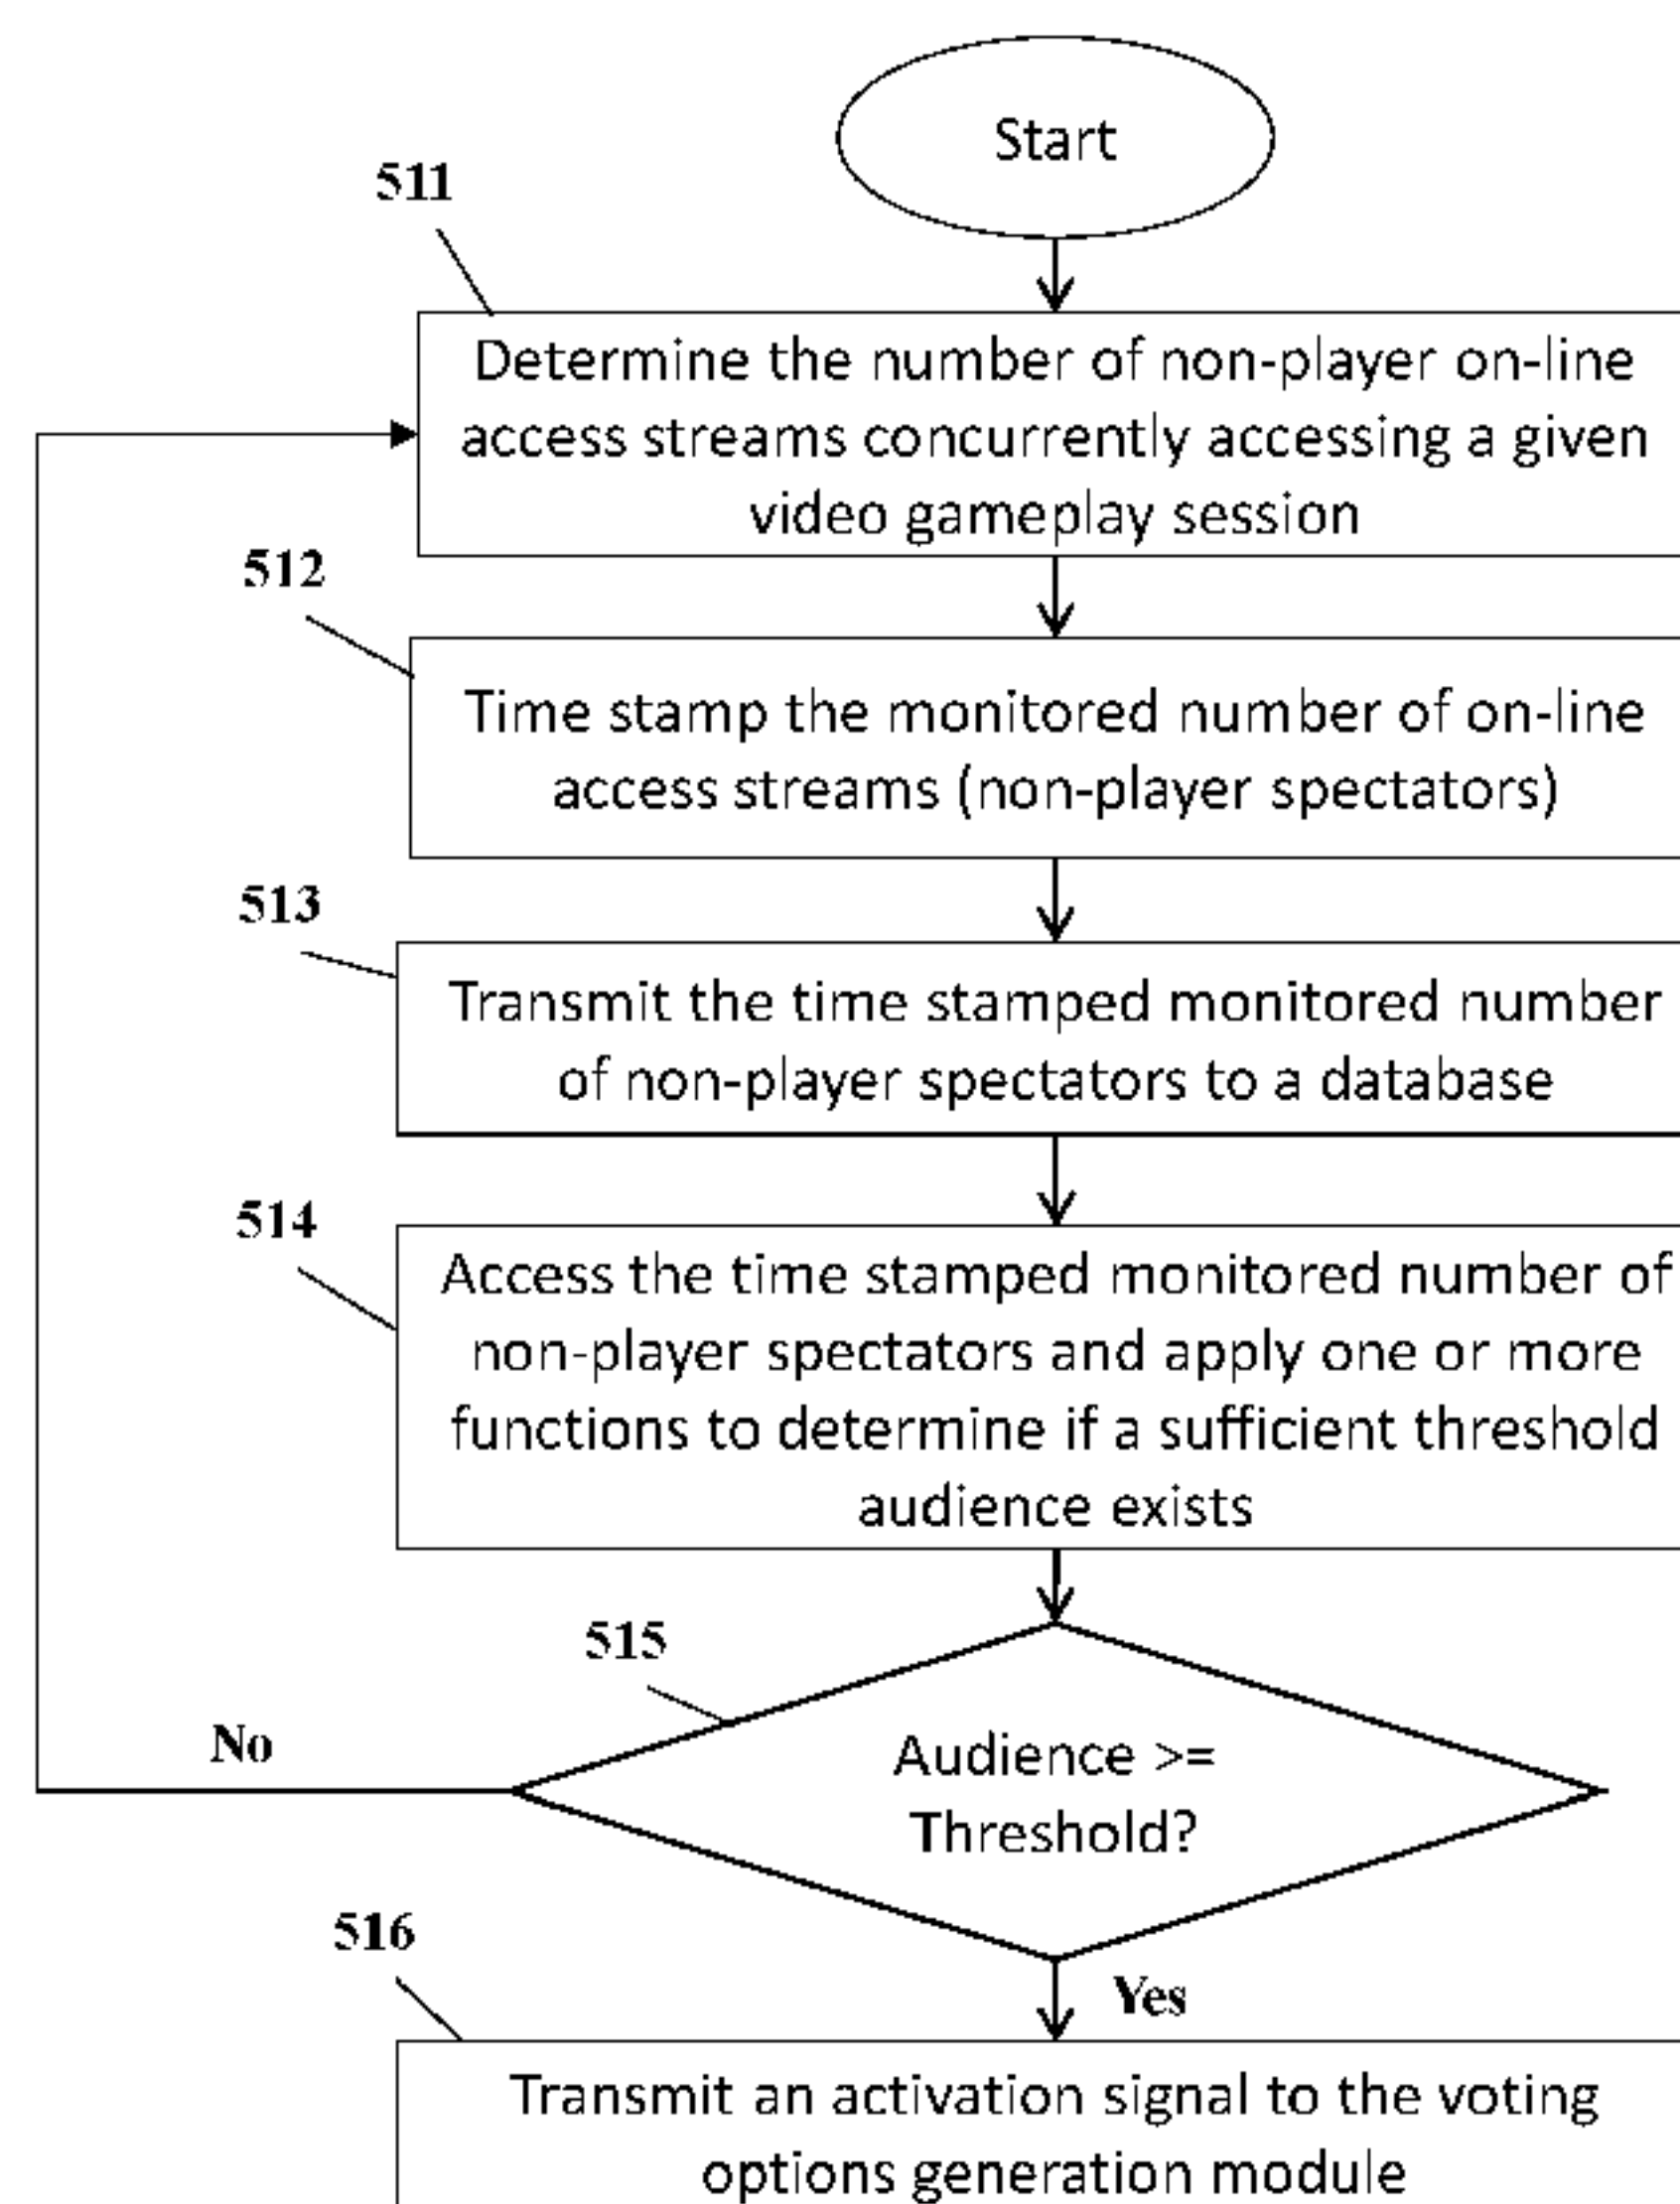 Start
511
Determine the number of non-player on-line
access streams concurrently accessing a given
video gameplay session
512
Time stamp the monitored number of on-line
access streams (non-player spectators)
513
Transmit the time stamped monitored number
of non-player spectators to a database
514
Access the time stamped monitored number of
non-player spectators and apply one or more
functions to determine if a sufficient threshold
audience exists
515
Audience >=
Threshold?
No
Yes
516
Transmit an activation signal to the voting
options generation module